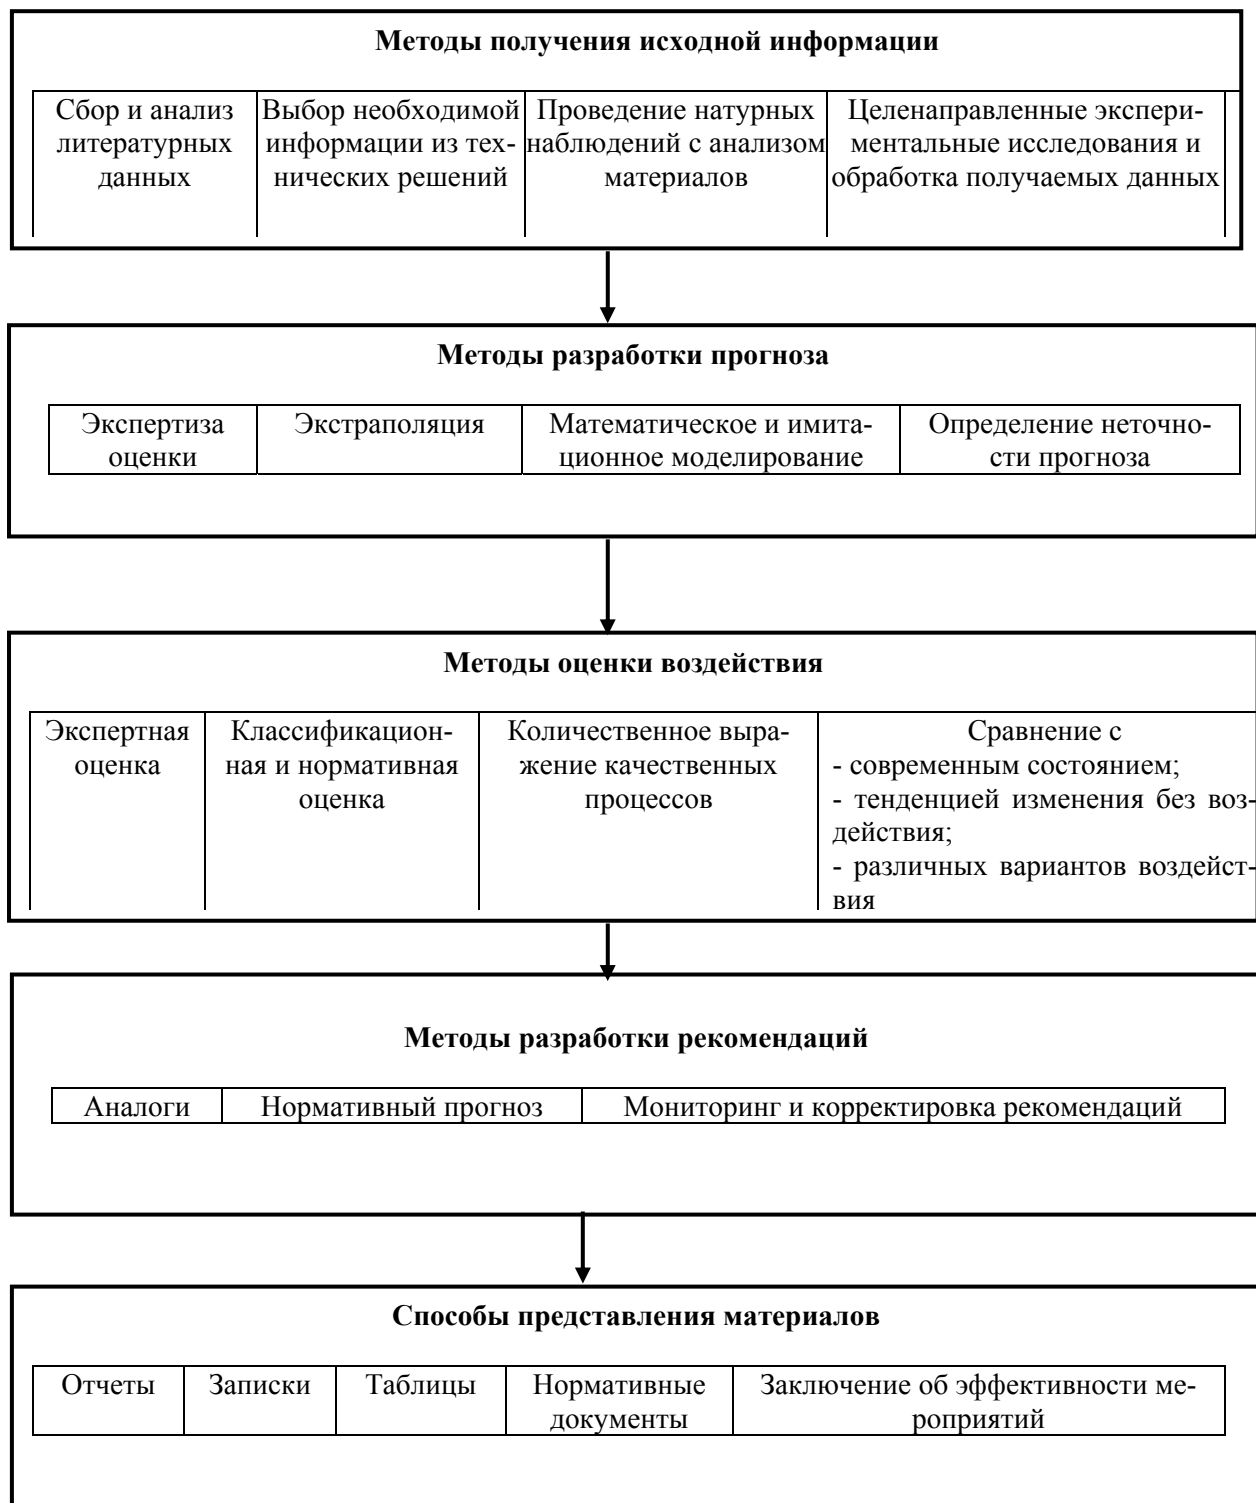 Методы получения исходной информации
Сбор и анализ
литературных
данных
Выбор необходимой
информации из тех-
нических решений
Проведение натурных
наблюдений с анализом
материалов
Целенаправленные экспери-
ментальные исследования и
обработка получаемых данных
Методы разработки прогноза
Экспертиза
оценки
Экстраполяция
Математическое и имита-
ционное моделирование
Определение неточно-
сти прогноза
Методы оценки воздействия
Экспертная
оценка
Классификацион-
ная и нормативная
оценка
Количественное выра-
жение качественных
процессов
Сравнение с
- современным состоянием;
- тенденцией изменения без воз-
действия;
- различных вариантов воздейст-
вия
Методы разработки рекомендаций
Аналоги
Нормативный прогноз
Мониторинг и корректировка рекомендаций
Способы представления материалов
Отчеты
Записки
Таблицы
Нормативные
документы
Заключение об эффективности ме-
роприятий